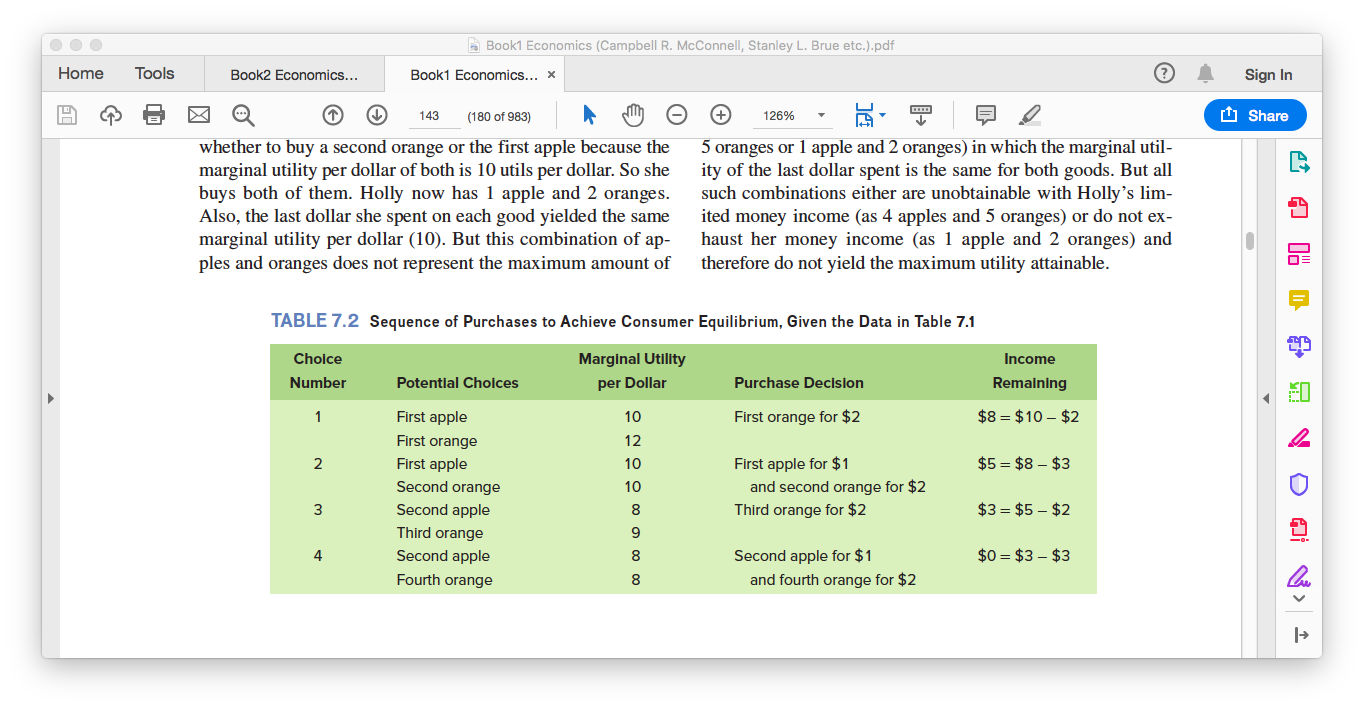 Book1 Economics (Campbell R. McConnell, Stanley L. Brue etc.).pdf
Home Tools Book2 Economics... Book1 Economics... × ? Sign In
143 (180 of 983) 126% Share
whether to buy a second orange or the first apple because the
marginal utility per dollar of both is 10 utils per dollar. So she
buys both of them. Holly now has 1 apple and 2 oranges.
Also, the last dollar she spent on each good yielded the same
marginal utility per dollar (10). But this combination of ap-
ples and oranges does not represent the maximum amount of
5 oranges or 1 apple and 2 oranges) in which the marginal util-
ity of the last dollar spent is the same for both goods. But all
such combinations either are unobtainable with Holly's lim-
ited money income (as 4 apples and 5 oranges) or do not ex-
haust her money income (as 1 apple and 2 oranges) and
therefore do not yield the maximum utility attainable.
TABLE 7.2 Sequence of Purchases to Achieve Consumer Equilibrium, Given the Data in Table 7.1
Choice Marginal Utility Income
Number Potential Choices per Dollar Purchase Decision Remaining
1 First apple 10 First orange for $2 $8 = $10 – $2
First orange 12
2 First apple 10 First apple for $1 $5 = $8 – $3
Second orange 10 and second orange for $2
3 Second apple 8 Third orange for $2 $3 = $5 – $2
Third orange 9
4 Second apple 8 Second apple for $1 $0 = $3 – $3
Fourth orange 8 and fourth orange for $2